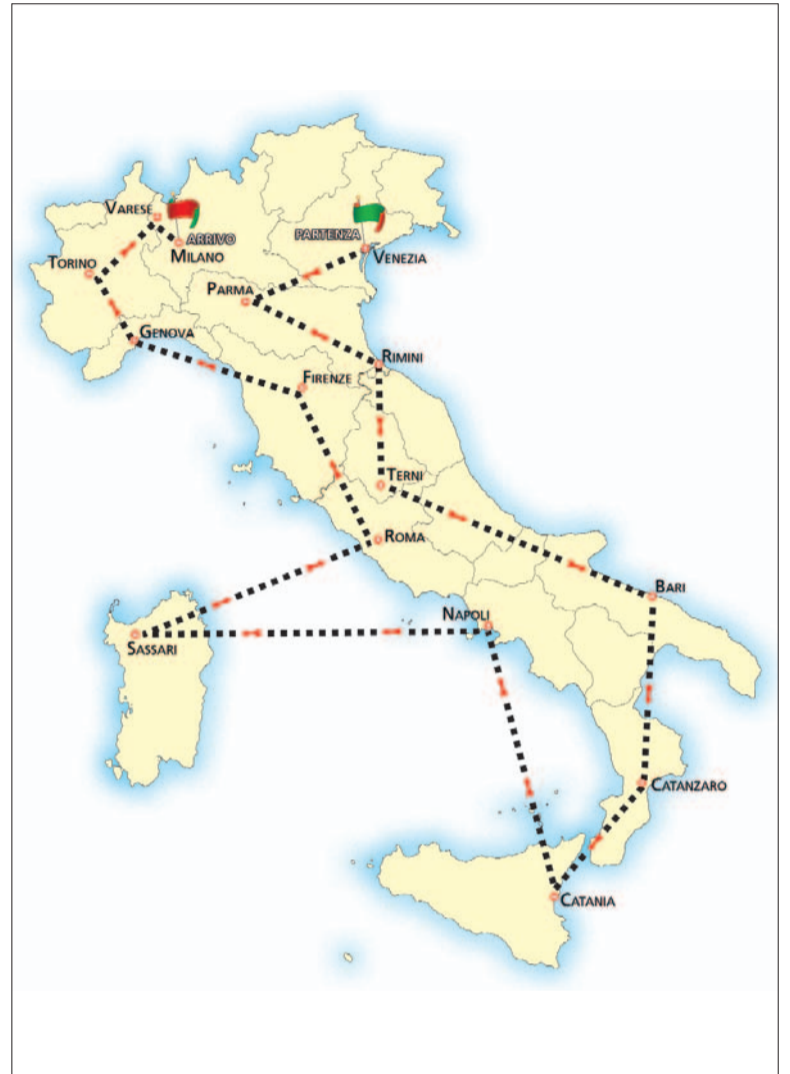 VARESE
ARRIVO
MILANO
PARTENZA
VENEZIA
TORINO
PARMA
GENOVA
RIMINI
FIRENZE
TERNI
ROMA
BARI
NAPOLI
SASSARI
CATANZARO
CATANIA